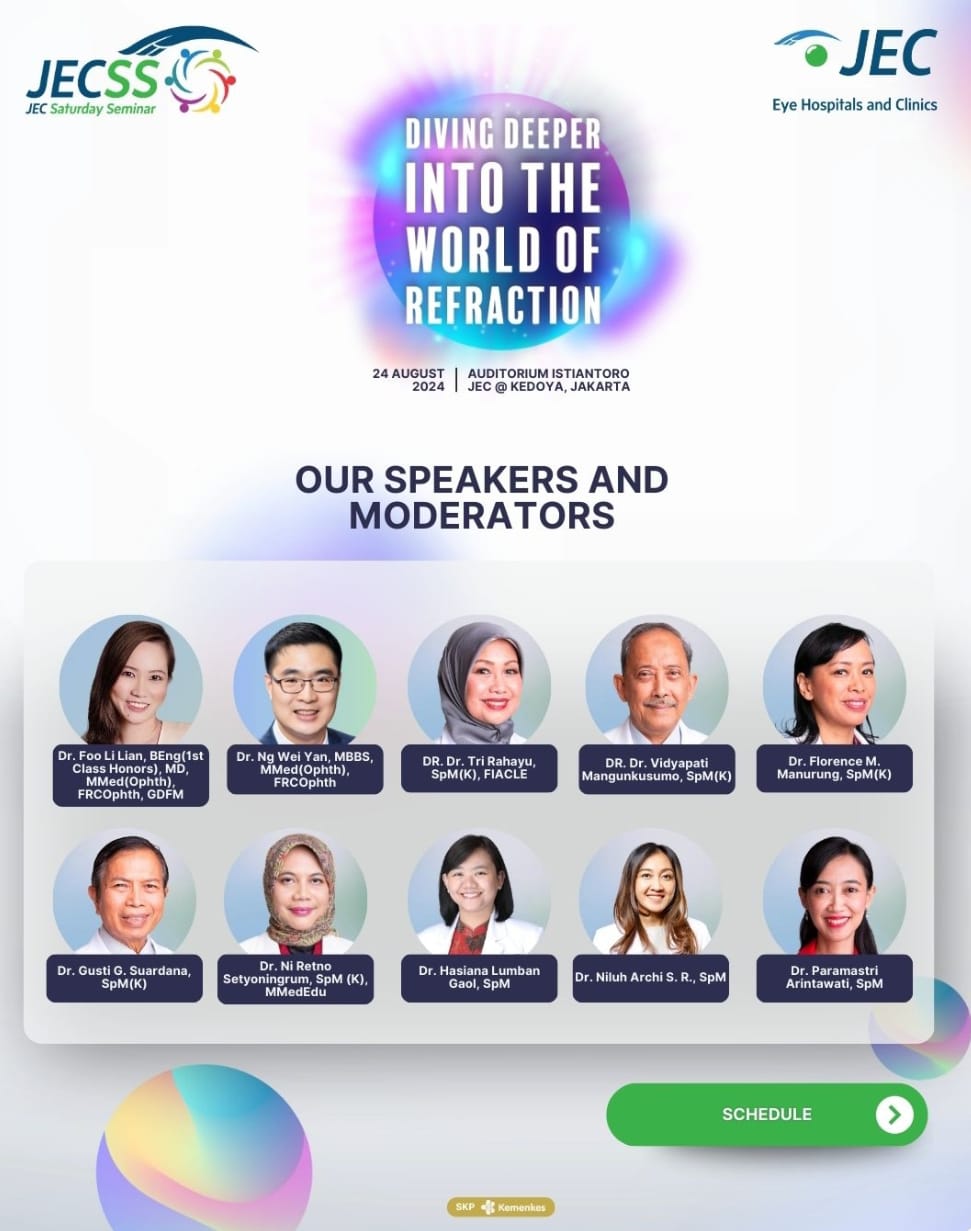 JECSS
JEC Saturday Seminar
JEC
Eye Hospitals and Clinics
DIVING DEEPER
INTO THE
WORLD OF
REFRACTION
24 AUGUST
2024
AUDITORIUM ISTIANTORO
JEC @ KEDOYA, JAKARTA
OUR SPEAKERS AND
MODERATORS
Dr. Foo Li Lian, BEng(1st
Class Honors), MD,
MMed(Ophth),
FRCOphth, GDFM
Dr. Ng Wei Yan, MBBS,
MMed(Ophth),
FRCOphth
DR. Dr. Tri Rahayu,
SpM(K), FIACLE
DR. Dr. Vidyapati
Mangunkusumo, SpM(K)
Dr. Florence M.
Manurung, SpM(K)
Dr. Gusti G. Suardana,
SpM(K)
Dr. Ni Retno
Setyoningrum, SpM (K),
MMedEdu
Dr. Hasiana Lumban
Gaol, SpM
Dr. Niluh Archi S. R., SpM
Dr. Paramastri
Arintawati, SpM
SCHEDULE
SKP Kemenkes